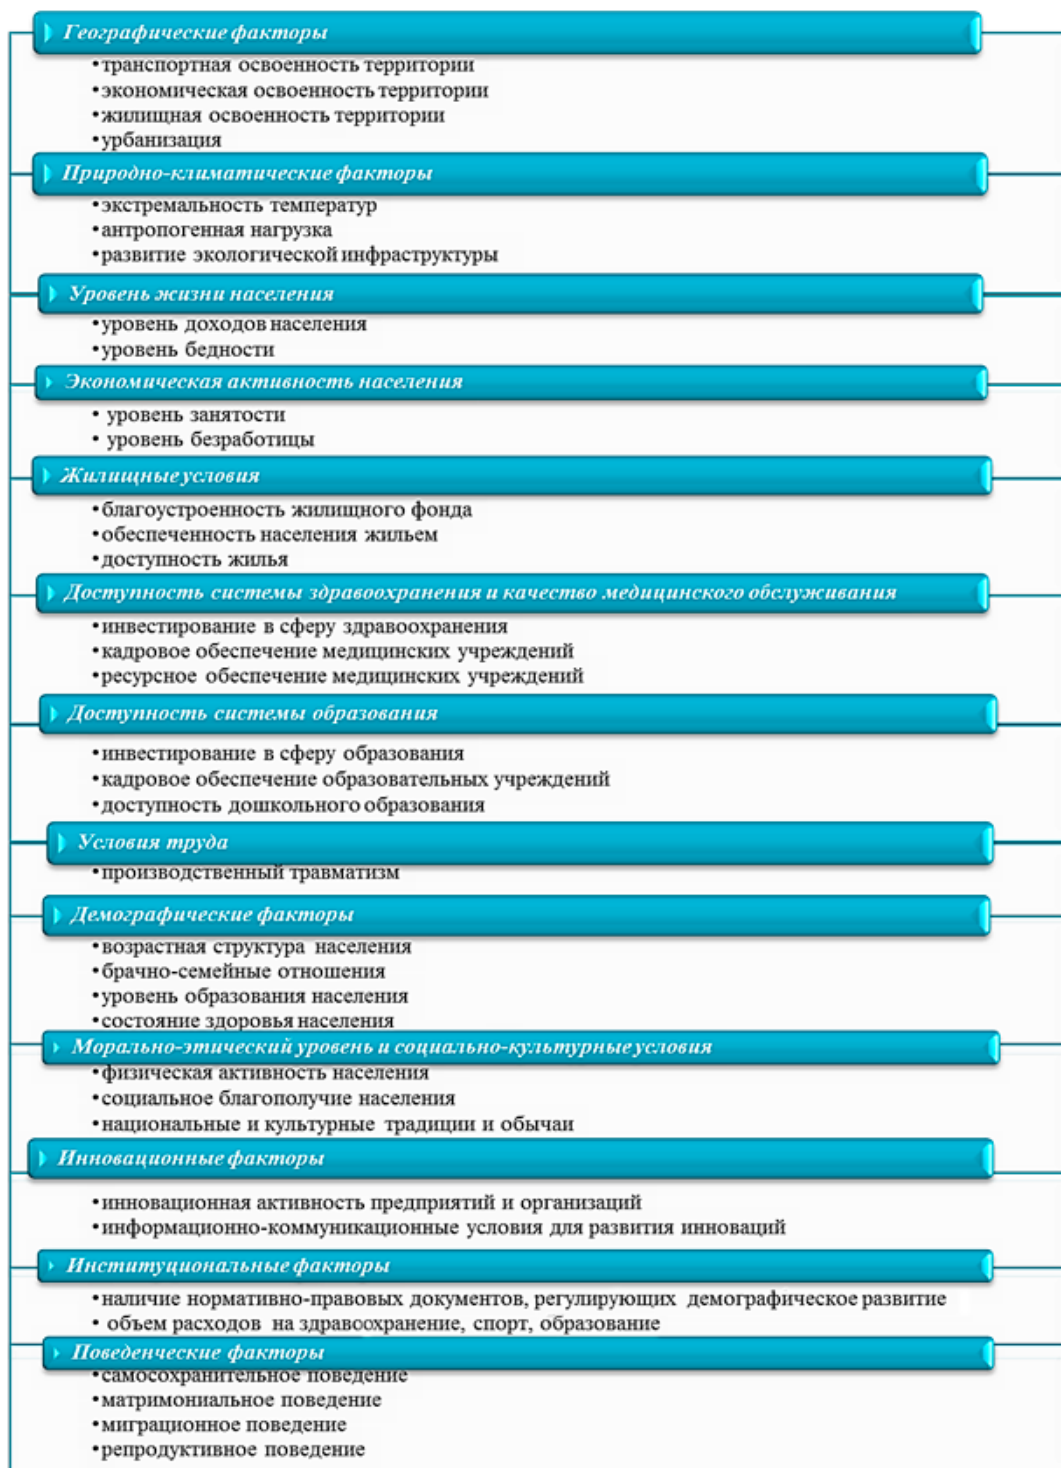 Географические факторы
•транспортная освоенность территории
•экономическая освоенность территории
•жилищная освоенность территории
•урбанизация
Природно-климатические факторы
•экстремальность температур
•антропогенная нагрузка
•развитие экологической инфраструктуры
Уровень жизни населения
•уровень доходов населения
•уровень бедности
Экономическая активность населения
• уровень занятости
• уровень безработицы
Жилищные условия
•благоустроенность жилищного фонда
•обеспеченность населения жильем
•доступность жилья
Доступность системы здравоохранения и качество медицинского обслуживания
•инвестирование в сферу здравоохранения
•кадровое обеспечение медицинских учреждений
•ресурсное обеспечение медицинских учреждений
Доступность системы образования
•инвестирование в сферу образования
•кадровое обеспечение образовательных учреждений
•доступность дошкольного образования
Условия труда
•производственный травматизм
Демографические факторы
•возрастная структура населения
•брачно-семейные отношения
•уровень образования населения
•состояние здоровья населения
Морально-этический уровень и социально-культурные условия
•физическая активность населения
•социальное благополучие населения
•национальные и культурные традиции и обычаи
Инновационные факторы
•инновационная активность предприятий и организаций
•информационно-коммуникационные условия для развития инноваций
Институциональные факторы
•наличие нормативно-правовых документов, регулирующих демографическое развитие
• объем расходов на здравоохранение, спорт, образование
Поведенческие факторы
•самосохранительное поведение
•матримониальное поведение
•миграционное поведение
•репродуктивное поведение